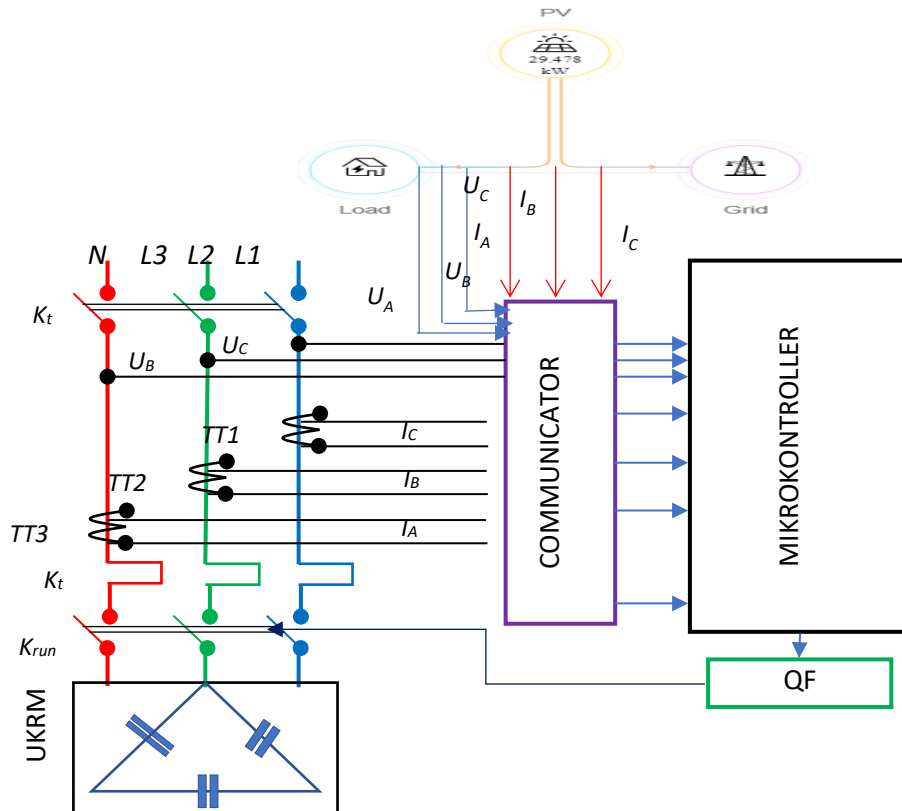 PV
29.478
kW
Load
Grid
U_C
I_B
I_A
I_C
U_B
U_A
N L3 L2 L1
K_t
U_C
U_B
I_C
TT1
I_B
TT2
I_A
TT3
K_t
K_run
UKRM
COMMUNICATOR
MIKROKONTROLLER
QF